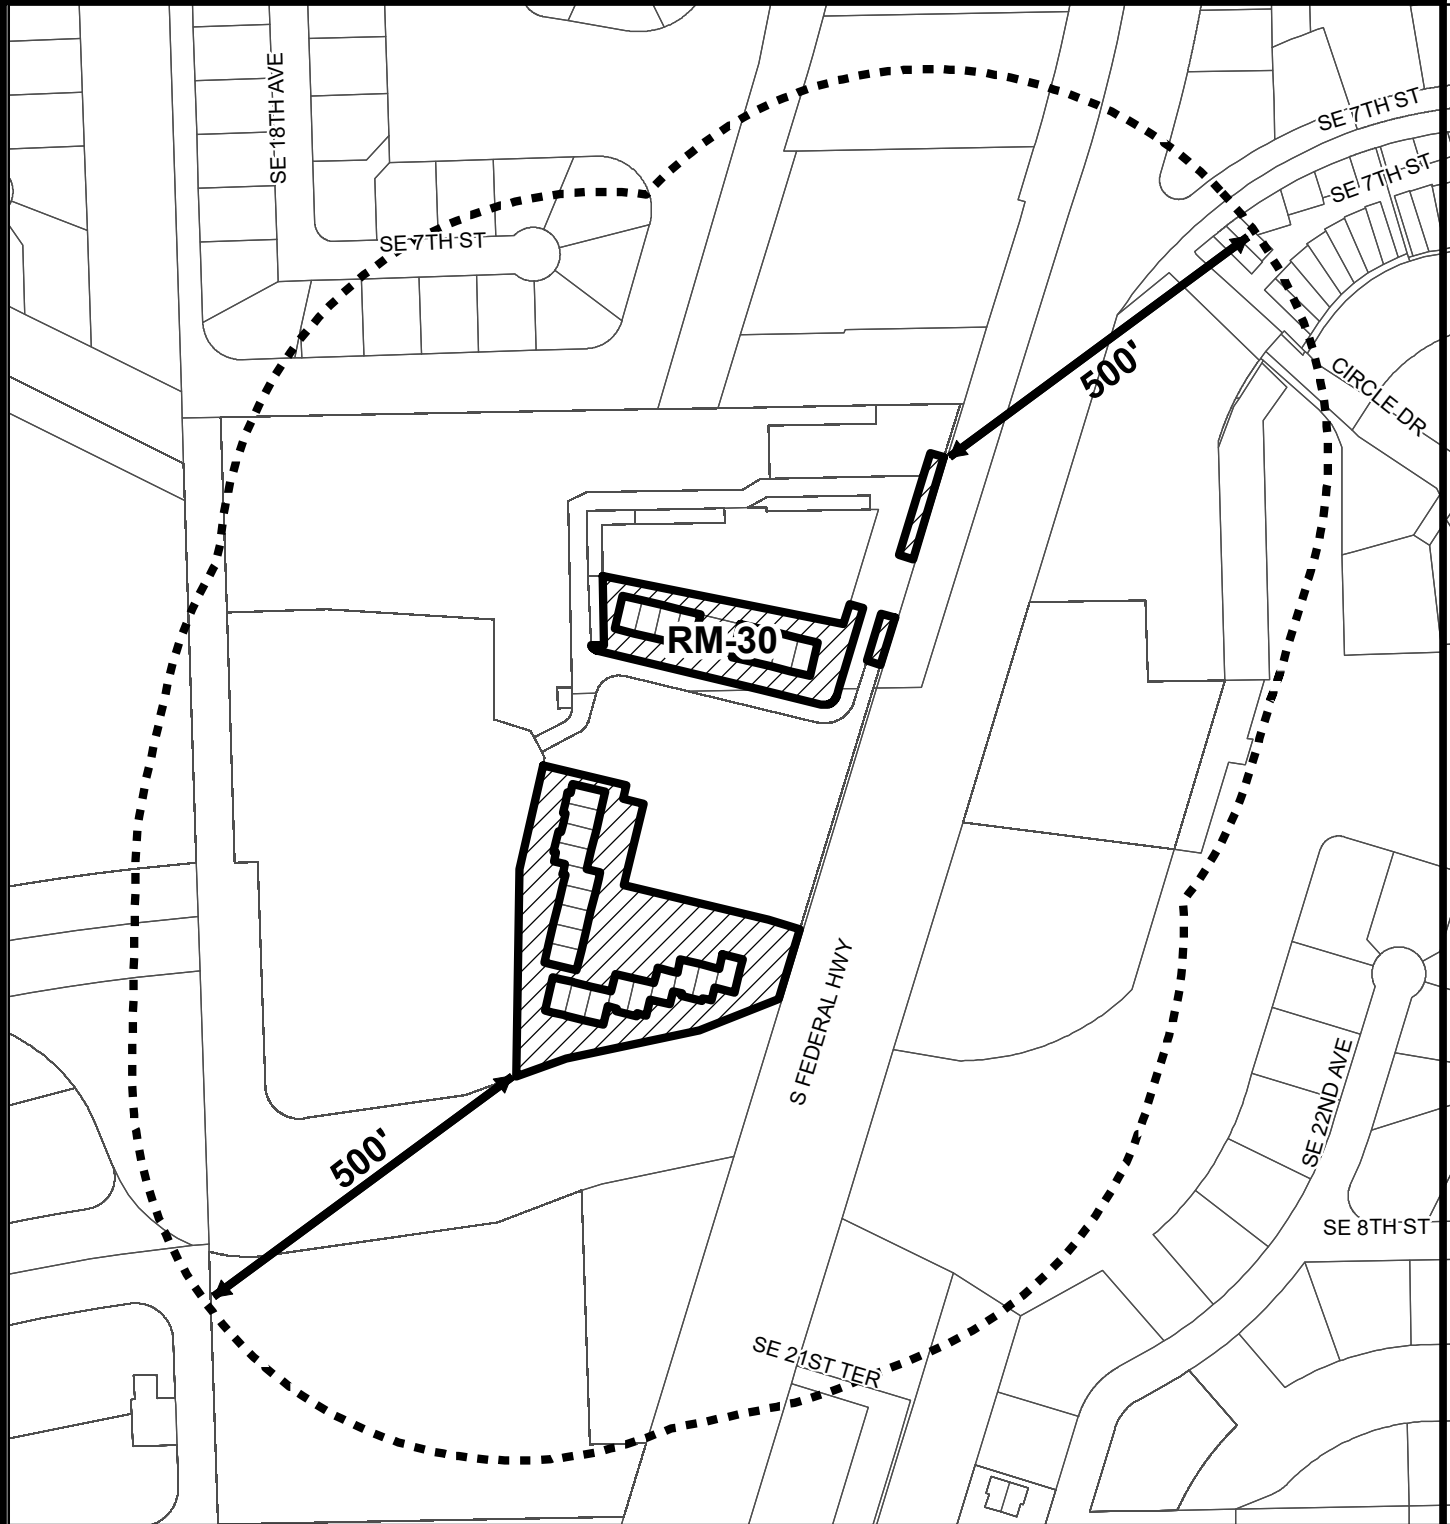 SE 18TH AVE
SE 7TH ST
SE 7TH ST
SE 7TH ST
500'
CIRCLE DR
RM-30
S FEDERAL HWY
500'
SE 22ND AVE
SE 8TH ST
SE 21ST TER